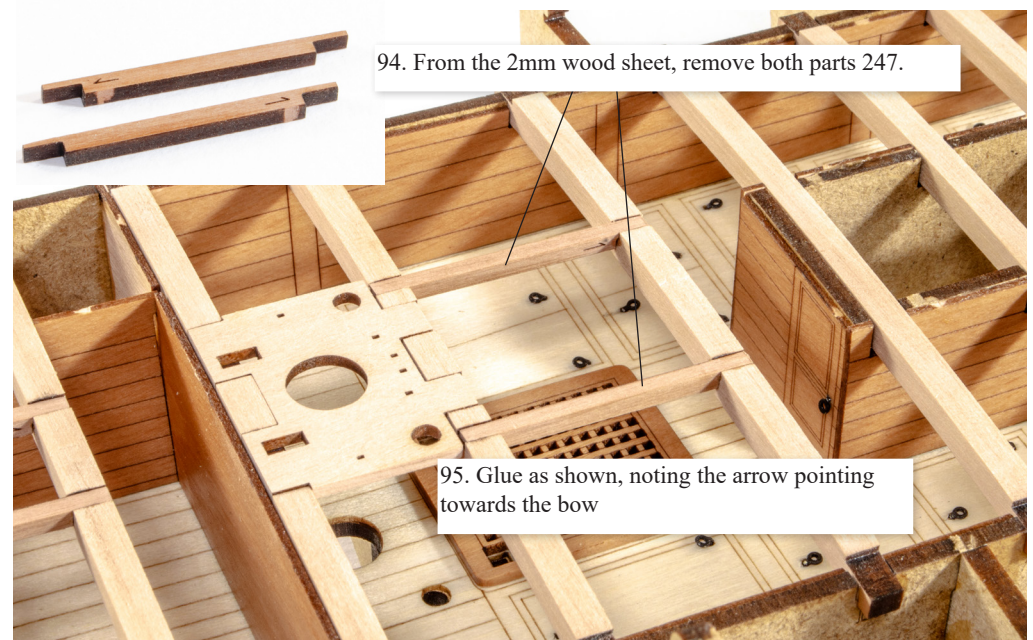 94. From the 2mm wood sheet, remove both parts 247.
95. Glue as shown, noting the arrow pointing
towards the bow